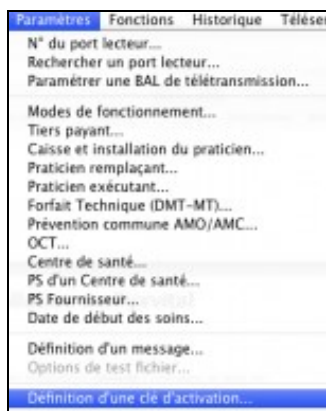 Paramètres Fonctions Historique Téléser
N° du port lecteur...
Rechercher un port lecteur...
Paramétrer une BAL de télétransmission...
Modes de fonctionnement...
Tiers payant...
Caisse et installation du praticien...
Praticien remplaçant...
Praticien exécutant...
Forfait Technique (DMT-MT)...
Prévention commune AMO/AMC...
OCT...
Centre de santé...
PS d'un Centre de santé...
PS Fournisseur...
Date de début des soins...
Définition d'un message...
Options de test fichier...
Définition d'une clé d'activation...